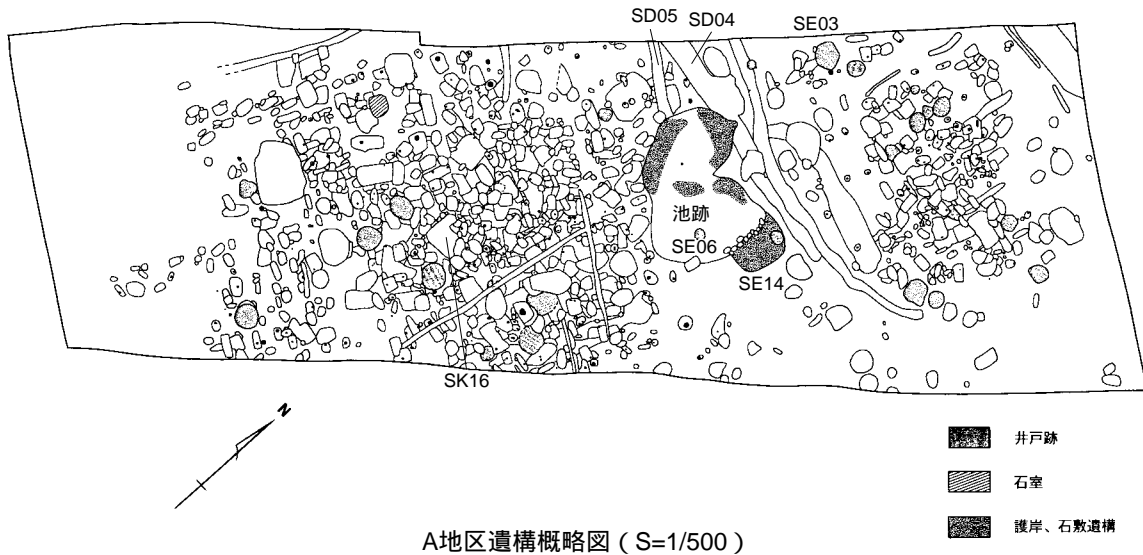 SD05
SD04
SE03
池跡
SE06
SE14
SK16
N
井戸跡
石室
護岸、石敷遺構
A地区遺構概略図（S=1/500）